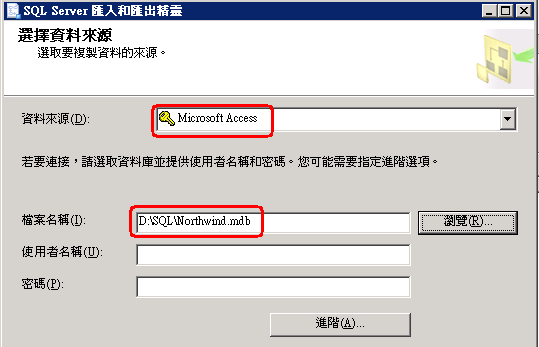 SQL Server 匯入和匯出精靈
選擇資料來源
選取要複製資料的來源。
資料來源(D): Microsoft Access
若要連接，請選取資料庫並提供使用者名稱和密碼。您可能需要指定進階選項。
檔案名稱(I): D:\SQL\Northwind.mdb 瀏覽(R)...
使用者名稱(U):
密碼(P):
進階(A)...